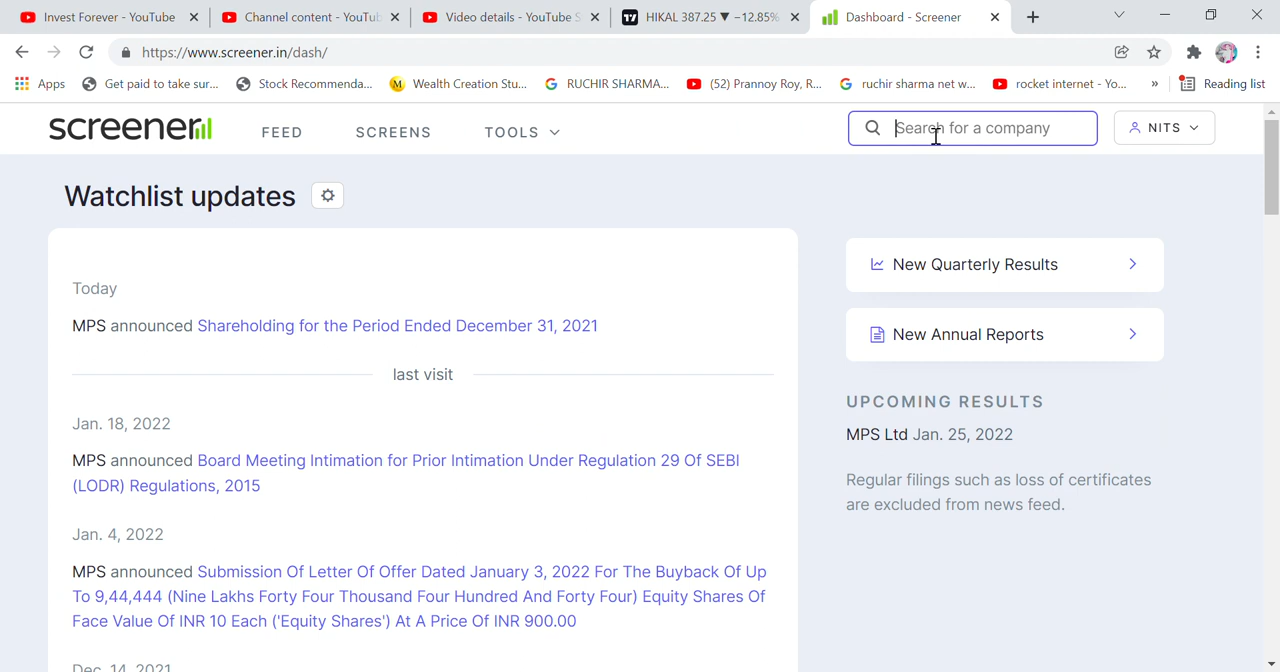 Invest Forever - YouTube
Channel content - YouTub
Video details - YouTube S
HIKAL 387.25 ▼ −12.85%
Dashboard - Screener
https://www.screener.in/dash/
Apps
Get paid to take sur...
Stock Recommenda...
Wealth Creation Stu...
RUCHIR SHARMA...
(52) Prannoy Roy, R...
ruchir sharma net w...
rocket internet - Yo...
»
Reading list
screener
FEED
SCREENS
TOOLS
Search for a company
NITS
Watchlist updates
Today
MPS announced Shareholding for the Period Ended December 31, 2021
last visit
Jan. 18, 2022
MPS announced Board Meeting Intimation for Prior Intimation Under Regulation 29 Of SEBI
(LODR) Regulations, 2015
Jan. 4, 2022
MPS announced Submission Of Letter Of Offer Dated January 3, 2022 For The Buyback Of Up
To 9,44,444 (Nine Lakhs Forty Four Thousand Four Hundred And Forty Four) Equity Shares Of
Face Value Of INR 10 Each ('Equity Shares') At A Price Of INR 900.00
Dec. 14, 2021
New Quarterly Results
New Annual Reports
UPCOMING RESULTS
MPS Ltd Jan. 25, 2022
Regular filings such as loss of certificates
are excluded from news feed.